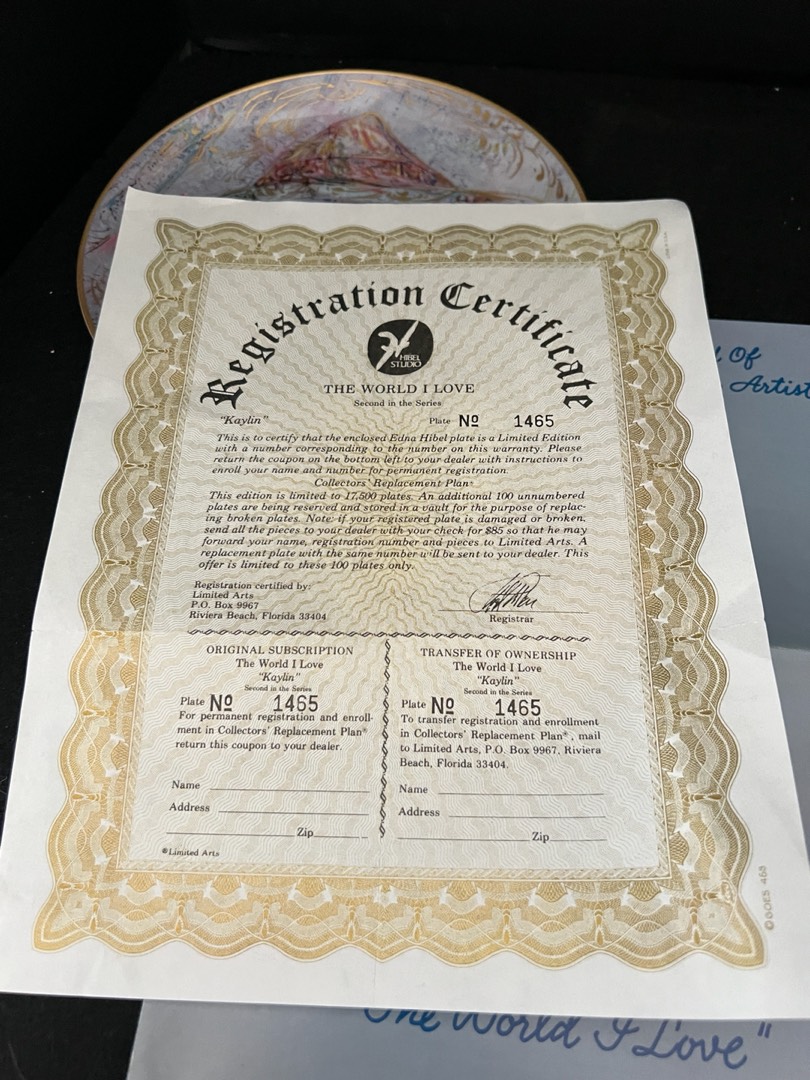 Registration Certificate
HIBEL
STUDIO
THE WORLD I LOVE
Second in the Series
"Kaylin" Plate Nº 1465
This is to certify that the enclosed Edna Hibel plate is a Limited Edition
with a number corresponding to the number on this warranty. Please
return the coupon on the bottom left to your dealer with instructions to
enroll your name and number for permanent registration.
Collectors' Replacement Plan®
This edition is limited to 17,500 plates. An additional 100 unnumbered
plates are being reserved and stored in a vault for the purpose of replac-
ing broken plates. Note: if your registered plate is damaged or broken,
send all the pieces to your dealer with your check for $85 so that he may
forward your name, registration number and pieces to Limited Arts. A
replacement plate with the same number will be sent to your dealer. This
offer is limited to these 100 plates only.
Registration certified by:
Limited Arts
P.O. Box 9967
Riviera Beach, Florida 33404
Registrar
ORIGINAL SUBSCRIPTION
The World I Love
"Kaylin"
Second in the Series
Plate Nº 1465
For permanent registration and enroll-
ment in Collectors' Replacement Plan®
return this coupon to your dealer.
Name
Address
Zip
®Limited Arts
TRANSFER OF OWNERSHIP
The World I Love
"Kaylin"
Second in the Series
Plate Nº 1465
To transfer registration and enrollment
in Collectors' Replacement Plan®, mail
to Limited Arts, P.O. Box 9967, Riviera
Beach, Florida 33404.
Name
Address
Zip
©GOES 468
Of
Artist
The World I Love"